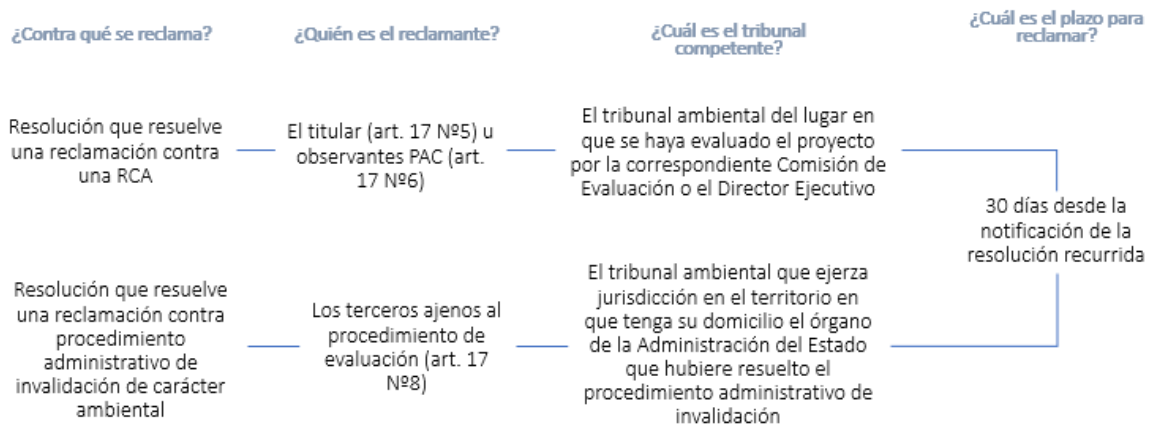 ¿Contra qué se reclama?
¿Quién es el reclamante?
¿Cuál es el tribunal
competente?
¿Cuál es el plazo para
reclamar?
Resolución que resuelve
una reclamación contra
una RCA
El titular (art. 17 Nº5) u
observantes PAC (art.
17 Nº6)
El tribunal ambiental del lugar en
que se haya evaluado el proyecto
por la correspondiente Comisión de
Evaluación o el Director Ejecutivo
30 días desde la
notificación de la
resolución recurrida
Resolución que resuelve
una reclamación contra
procedimiento
administrativo de
invalidación de carácter
ambiental
Los terceros ajenos al
procedimiento de
evaluación (art. 17
Nº8)
El tribunal ambiental que ejerza
jurisdicción en el territorio en
que tenga su domicilio el órgano
de la Administración del Estado
que hubiere resuelto el
procedimiento administrativo de
invalidación